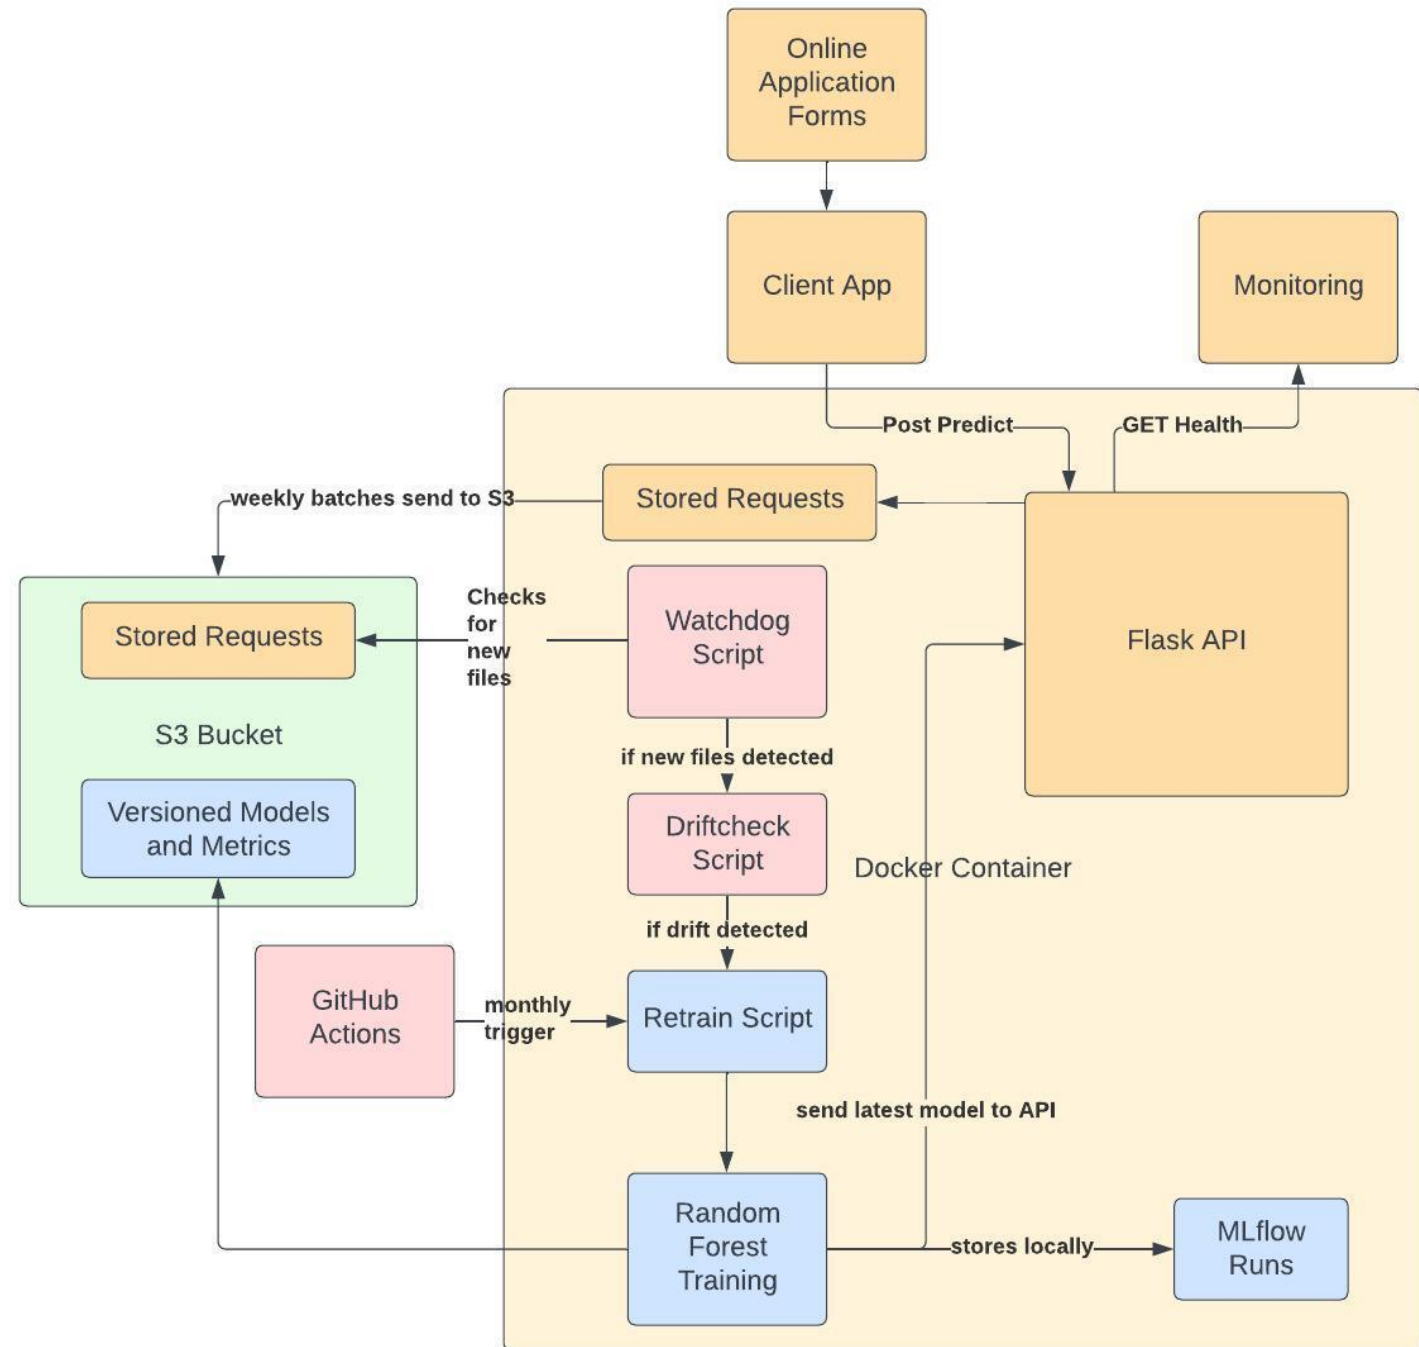 Online
Application
Forms
Client App
Monitoring
Post Predict
GET Health
weekly batches send to S3
Stored Requests
Checks
for
new
files
Stored Requests
Watchdog
Script
Flask API
S3 Bucket
if new files detected
Versioned Models
and Metrics
Driftcheck
Script
Docker Container
if drift detected
GitHub
Actions
monthly
trigger
Retrain Script
send latest model to API
Random
Forest
Training
stores locally
MLflow
Runs